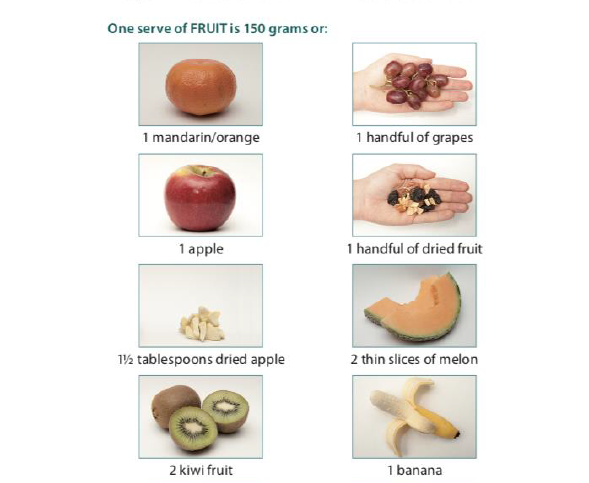 One serve of FRUIT is 150 grams or:
1 mandarin/orange
1 handful of grapes
1 apple
1 handful of dried fruit
1½ tablespoons dried apple
2 thin slices of melon
2 kiwi fruit
1 banana